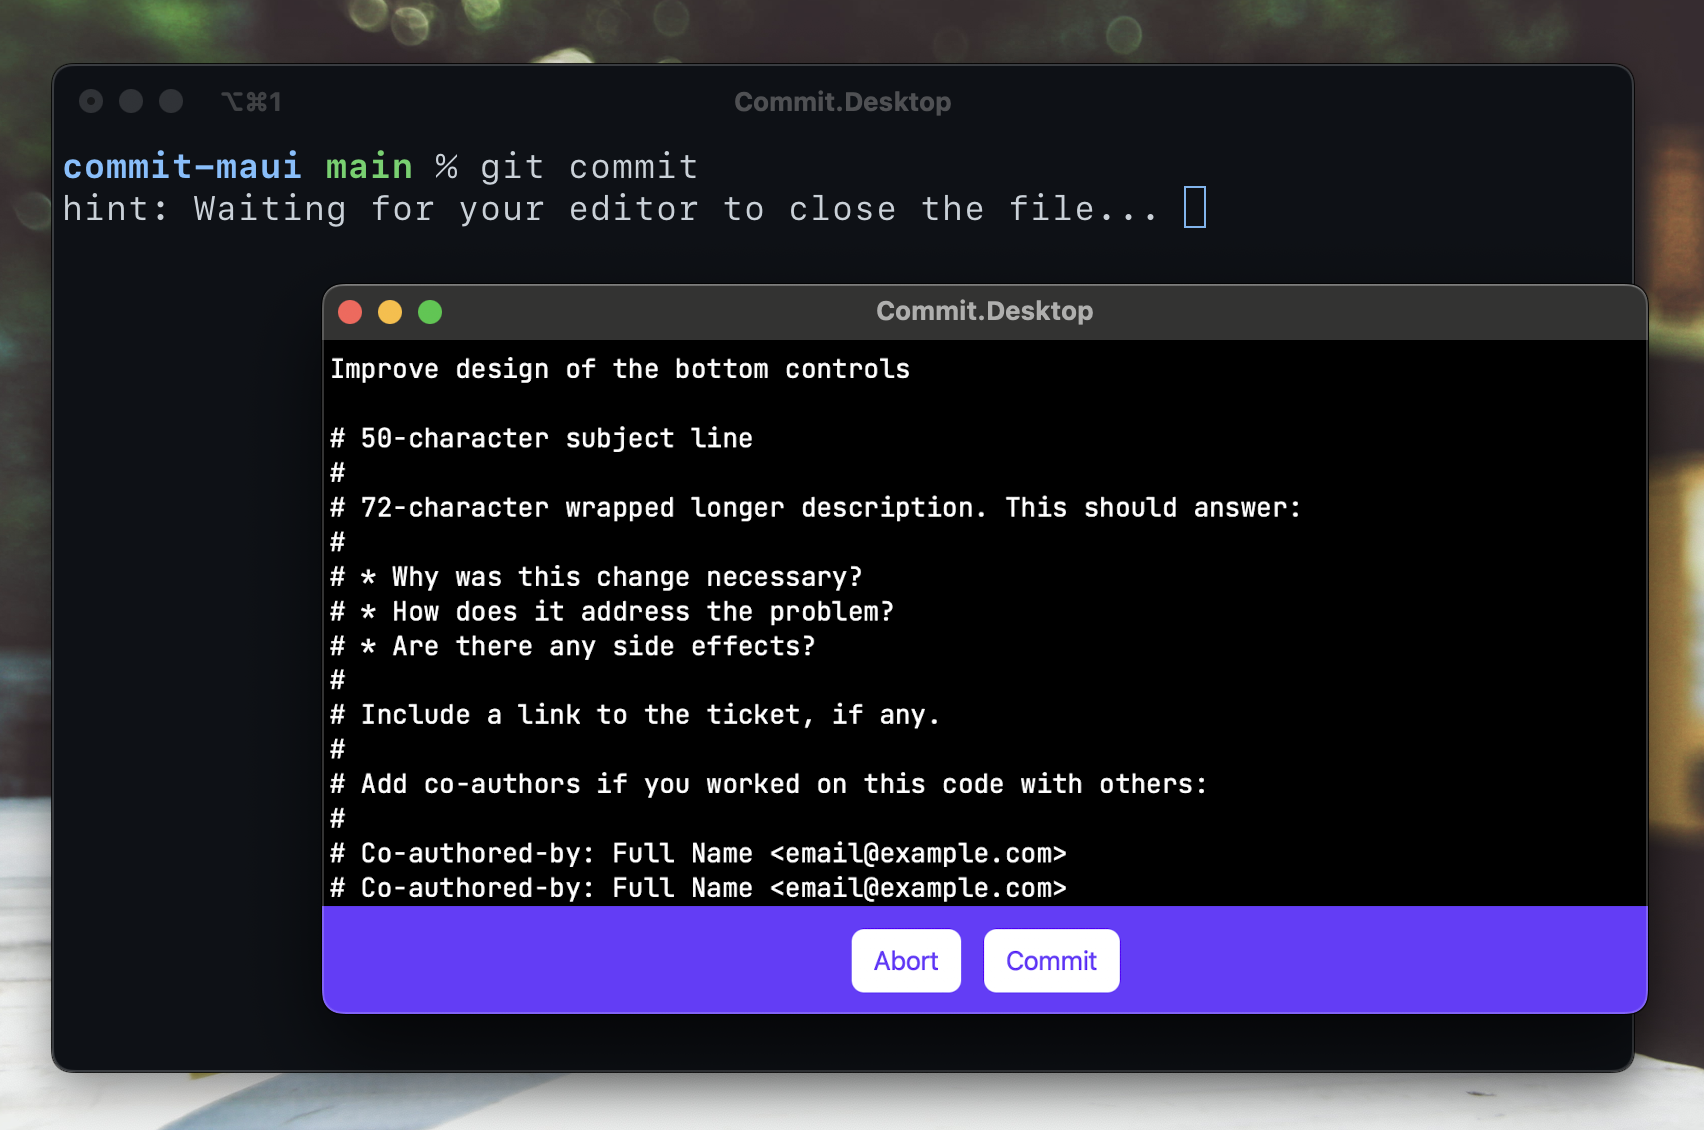 ⌥⌘1
Commit.Desktop
commit-maui main % git commit
hint: Waiting for your editor to close the file...
Commit.Desktop
Improve design of the bottom controls
# 50-character subject line
#
# 72-character wrapped longer description. This should answer:
#
# * Why was this change necessary?
# * How does it address the problem?
# * Are there any side effects?
#
# Include a link to the ticket, if any.
#
# Add co-authors if you worked on this code with others:
#
# Co-authored-by: Full Name <email@example.com>
# Co-authored-by: Full Name <email@example.com>
Abort
Commit